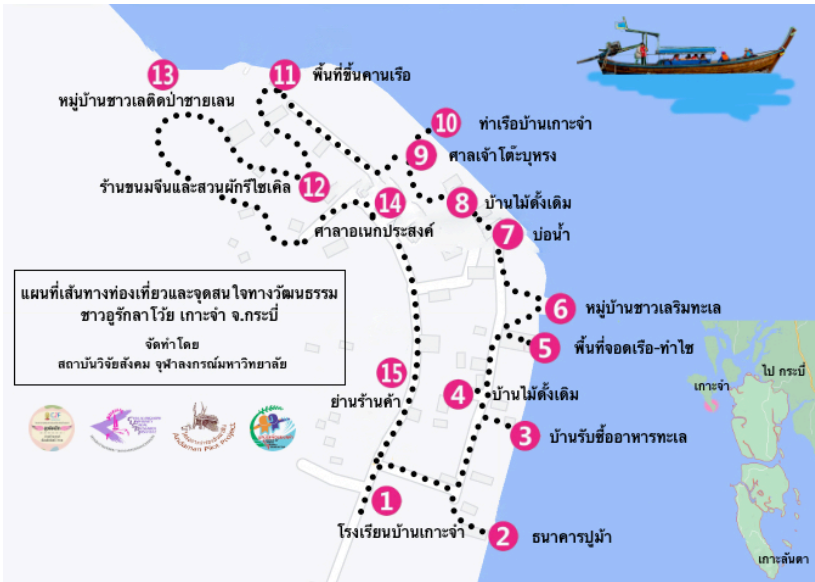 13
หมู่บ้านชาวเลติดป่าชายเลน
11
พื้นที่ขึ้นคานเรือ
10
ท่าเรือบ้านเกาะจำ
9
ศาลเจ้าโต๊ะบุหรง
ร้านขนมจีนและสวนผักรีไซเคิล
12
8
บ้านไม้ดั้งเดิม
14
ศาลาอเนกประสงค์
7
บ่อน้ำ
แผนที่เส้นทางท่องเที่ยวและจุดสนใจทางวัฒนธรรม
ชาวอูรักลาโว้ย เกาะจำ จ.กระบี่
จัดทำโดย
สถาบันวิจัยสังคม จุฬาลงกรณ์มหาวิทยาลัย
6
หมู่บ้านชาวเลริมทะเล
5
พื้นที่จอดเรือ-ทำไซ
15
ย่านร้านค้า
4
บ้านไม้ดั้งเดิม
3
บ้านรับซื้ออาหารทะเล
1
โรงเรียนบ้านเกาะจำ
2
ธนาคารปูม้า
ไป กระบี่
เกาะจำ
เกาะลันตา
Andaman Pilot Project